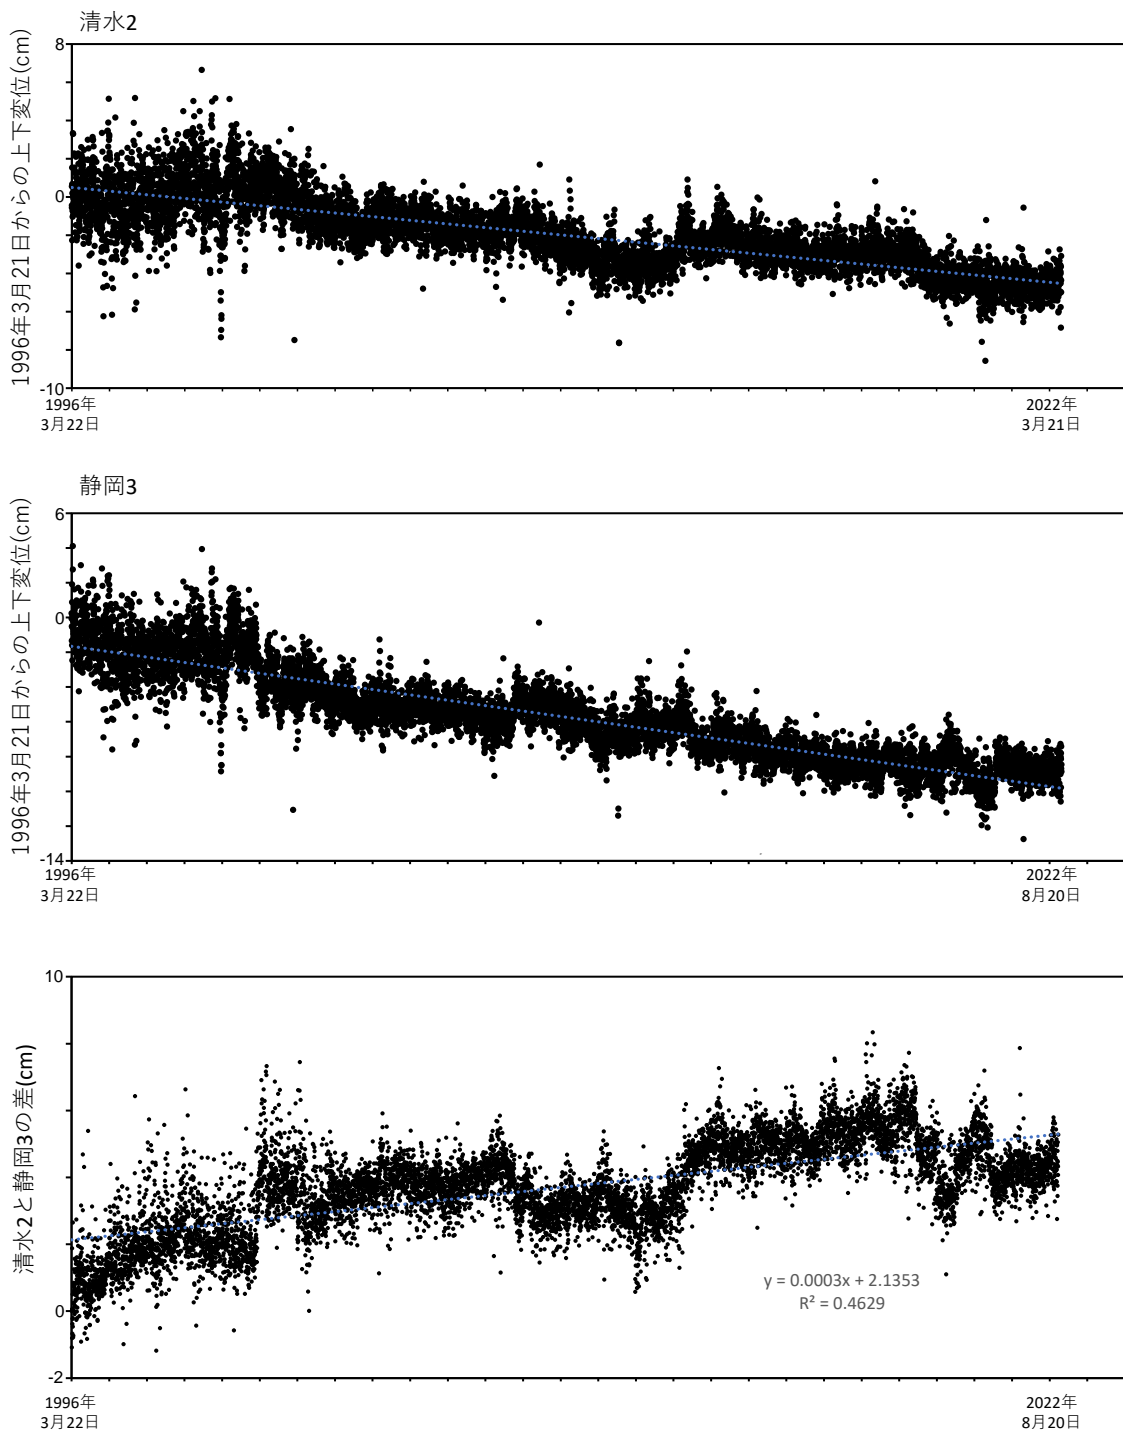 清水2
1996年3月21日からの上下変位(cm)
8
0
-10
1996年
3月22日
2022年
3月21日
静岡3
1996年3月21日からの上下変位(cm)
6
0
-14
1996年
3月22日
2022年
8月20日
清水2と静岡3の差(cm)
10
0
-2
y = 0.0003x + 2.1353
R² = 0.4629
1996年
3月22日
2022年
8月20日